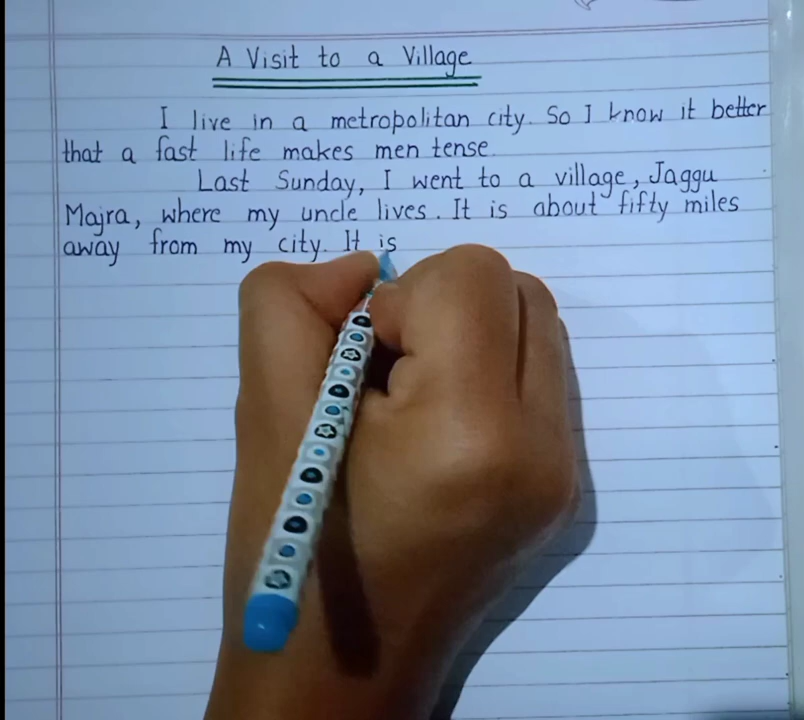 A Visit to a Village
I live in a metropolitan city. So I know it better
that a fast life makes men tense.
Last Sunday, I went to a village, Jaggu
Majra, where my uncle lives. It is about fifty miles
away from my city. It is